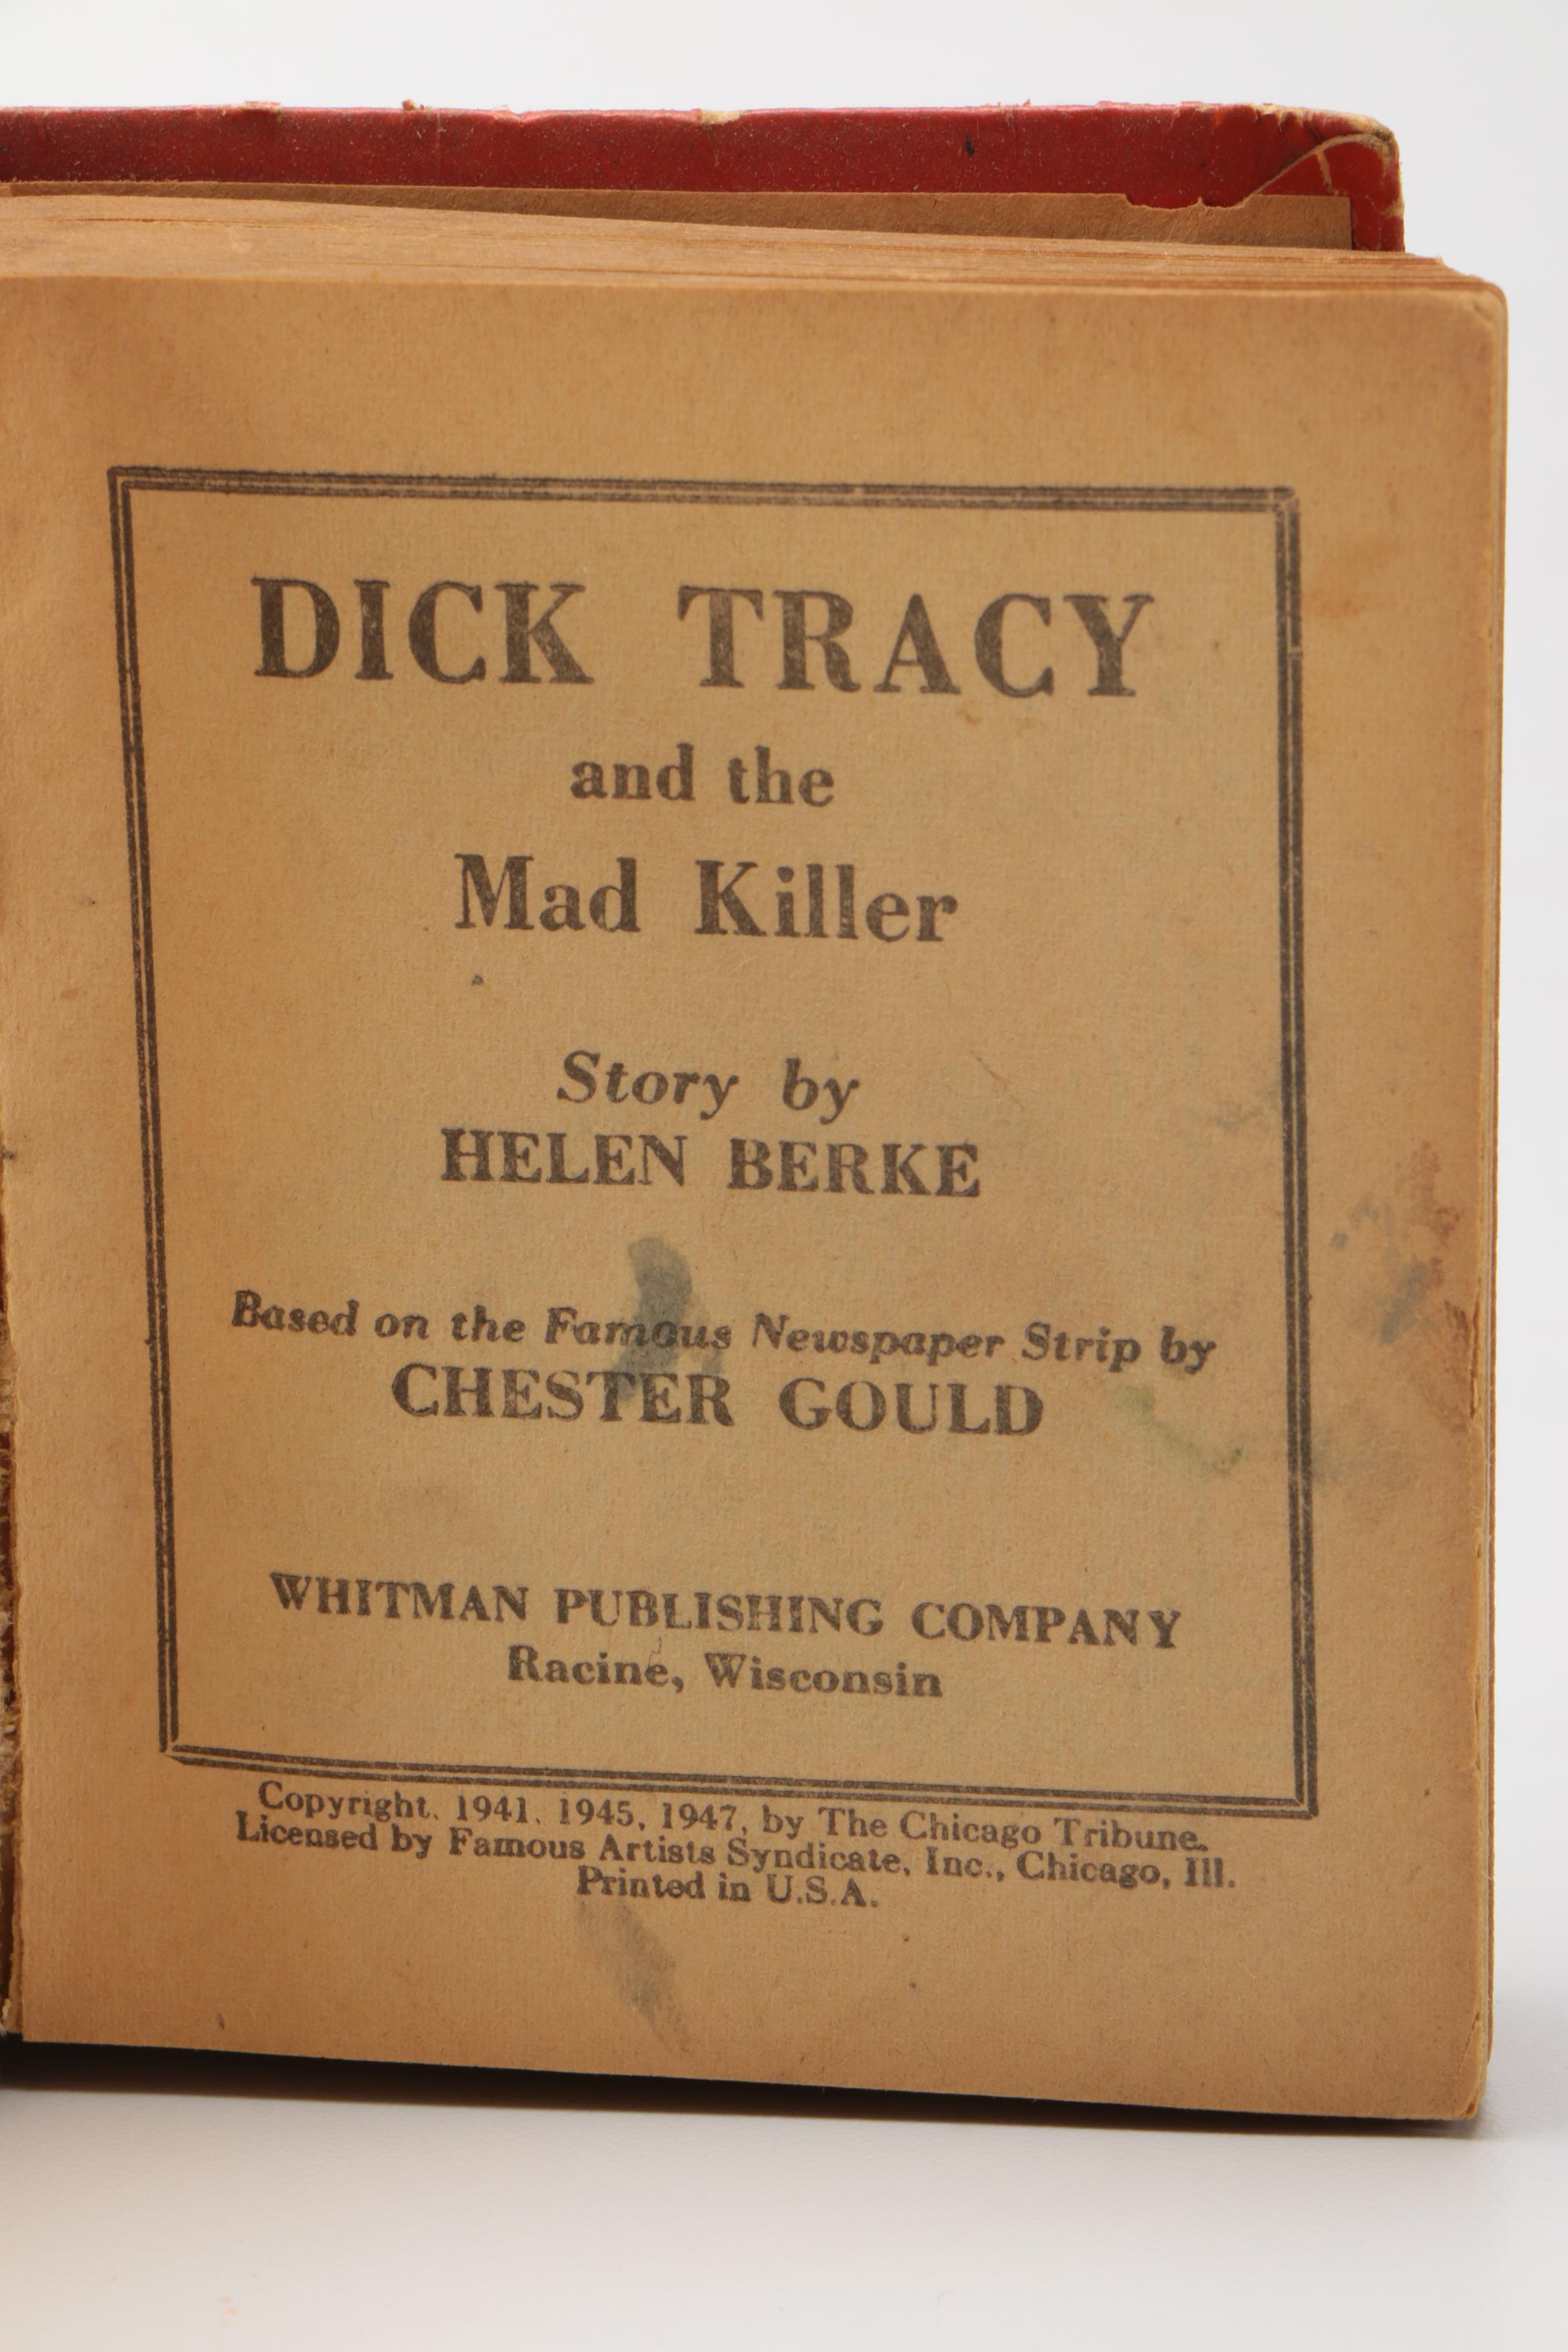 DICK TRACY
and the
Mad Killer
Story by
HELEN BERKE
Based on the Famous Newspaper Strip by
CHESTER GOULD
WHITMAN PUBLISHING COMPANY
Racine, Wisconsin
Copyright, 1941, 1945, 1947, by The Chicago Tribune.
Licensed by Famous Artists Syndicate, Inc., Chicago, Ill.
Printed in U.S.A.